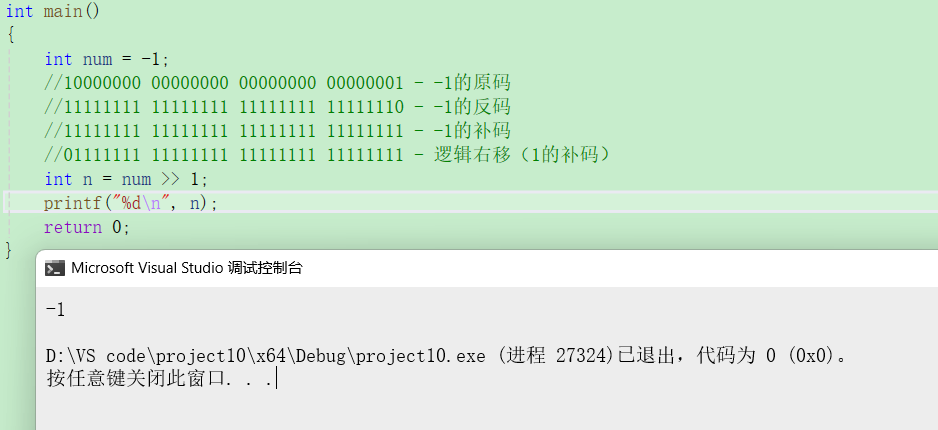 int main()
{
int num = -1;
//10000000 00000000 00000000 00000001 - -1的原码
//11111111 11111111 11111111 11111110 - -1的反码
//11111111 11111111 11111111 11111111 - -1的补码
//01111111 11111111 11111111 11111111 - 逻辑右移（1的补码）
int n = num >> 1;
printf("%d\n", n);
return 0;
}
Microsoft Visual Studio 调试控制台
-1
D:\VS code\project10\x64\Debug\project10.exe (进程 27324)已退出，代码为 0 (0x0)。
按任意键关闭此窗口. . .